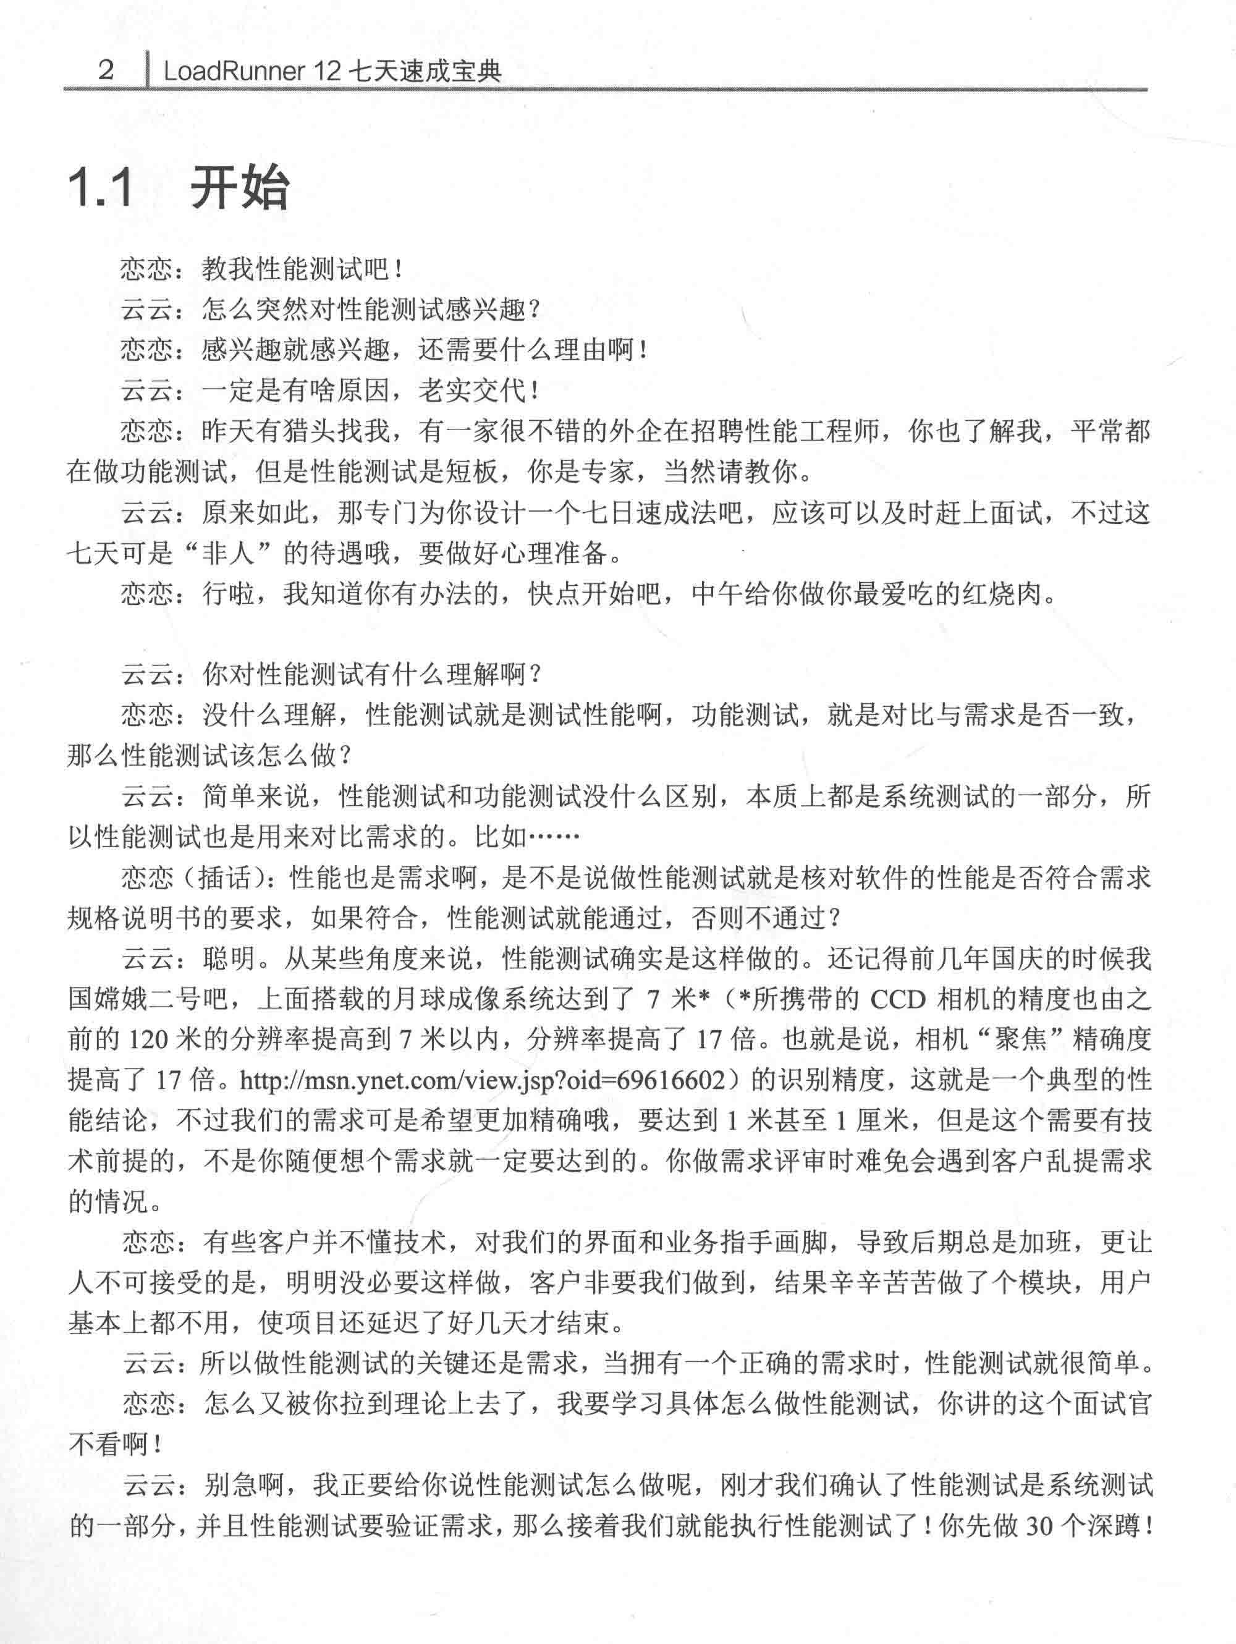 2 LoadRunner 12 七天速成宝典
1.1 开始
恋恋：教我性能测试吧！
云云：怎么突然对性能测试感兴趣？
恋恋：感兴趣就感兴趣，还需要什么理由啊！
云云：一定是有啥原因，老实交代！
恋恋：昨天有猎头找我，有一家很不错的外企在招聘性能工程师，你也了解我，平常都
在做功能测试，但是性能测试是短板，你是专家，当然请教你。
云云：原来如此，那专门为你设计一个七日速成法吧，应该可以及时赶上面试，不过这
七天可是“非人”的待遇哦，要做好心理准备。
恋恋：行啦，我知道你有办法的，快点开始吧，中午给你做你最爱吃的红烧肉。
云云：你对性能测试有什么理解啊？
恋恋：没什么理解，性能测试就是测试性能啊，功能测试，就是对比与需求是否一致，
那么性能测试该怎么做？
云云：简单来说，性能测试和功能测试没什么区别，本质上都是系统测试的一部分，所
以性能测试也是用来对比需求的。比如……
恋恋（插话）：性能也是需求啊，是不是说做性能测试就是核对软件的性能是否符合需求
规格说明书的要求，如果符合，性能测试就能通过，否则不通过？
云云：聪明。从某些角度来说，性能测试确实是这样做的。还记得前几年国庆的时候我
国嫦娥二号吧，上面搭载的月球成像系统达到了 7 米*（*所携带的 CCD 相机的精度也由之
前的 120 米的分辨率提高到 7 米以内，分辨率提高了 17 倍。也就是说，相机“聚焦”精确度
提高了 17 倍。http://msn.ynet.com/view.jsp?oid=69616602）的识别精度，这就是一个典型的性
能结论，不过我们的需求可是希望更加精确哦，要达到 1 米甚至 1 厘米，但是这个需要有技
术前提的，不是你随便想个需求就一定要达到的。你做需求评审时难免会遇到客户乱提需求
的情况。
恋恋：有些客户并不懂技术，对我们的界面和业务指手画脚，导致后期总是加班，更让
人不可接受的是，明明没必要这样做，客户非要我们做到，结果辛辛苦苦做了个模块，用户
基本上都不用，使项目还延迟了好几天才结束。
云云：所以做性能测试的关键还是需求，当拥有一个正确的需求时，性能测试就很简单。
恋恋：怎么又被你拉到理论上去了，我要学习具体怎么做性能测试，你讲的这个面试官
不看啊！
云云：别急啊，我正要给你说性能测试怎么做呢，刚才我们确认了性能测试是系统测试
的一部分，并且性能测试要验证需求，那么接着我们就能执行性能测试了！你先做 30 个深蹲！